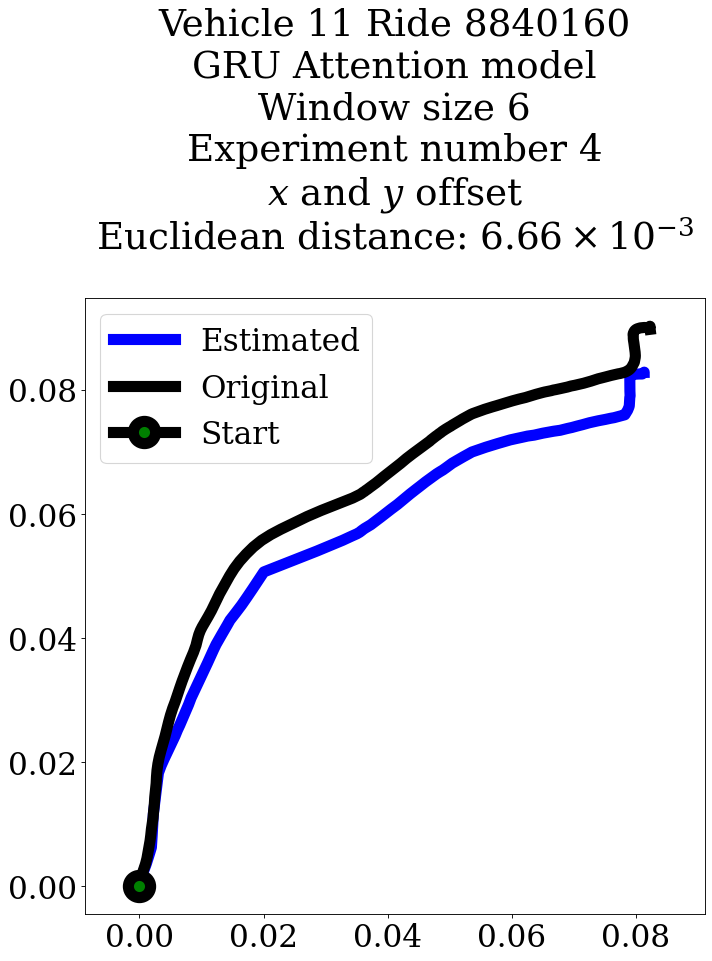 Vehicle 11 Ride 8840160
GRU Attention model
Window size 6
Experiment number 4
x and y offset
Euclidean distance: 6.66 × 10⁻³
Estimated
Original
Start
0.08
0.06
0.04
0.02
0.00
0.00 0.02 0.04 0.06 0.08